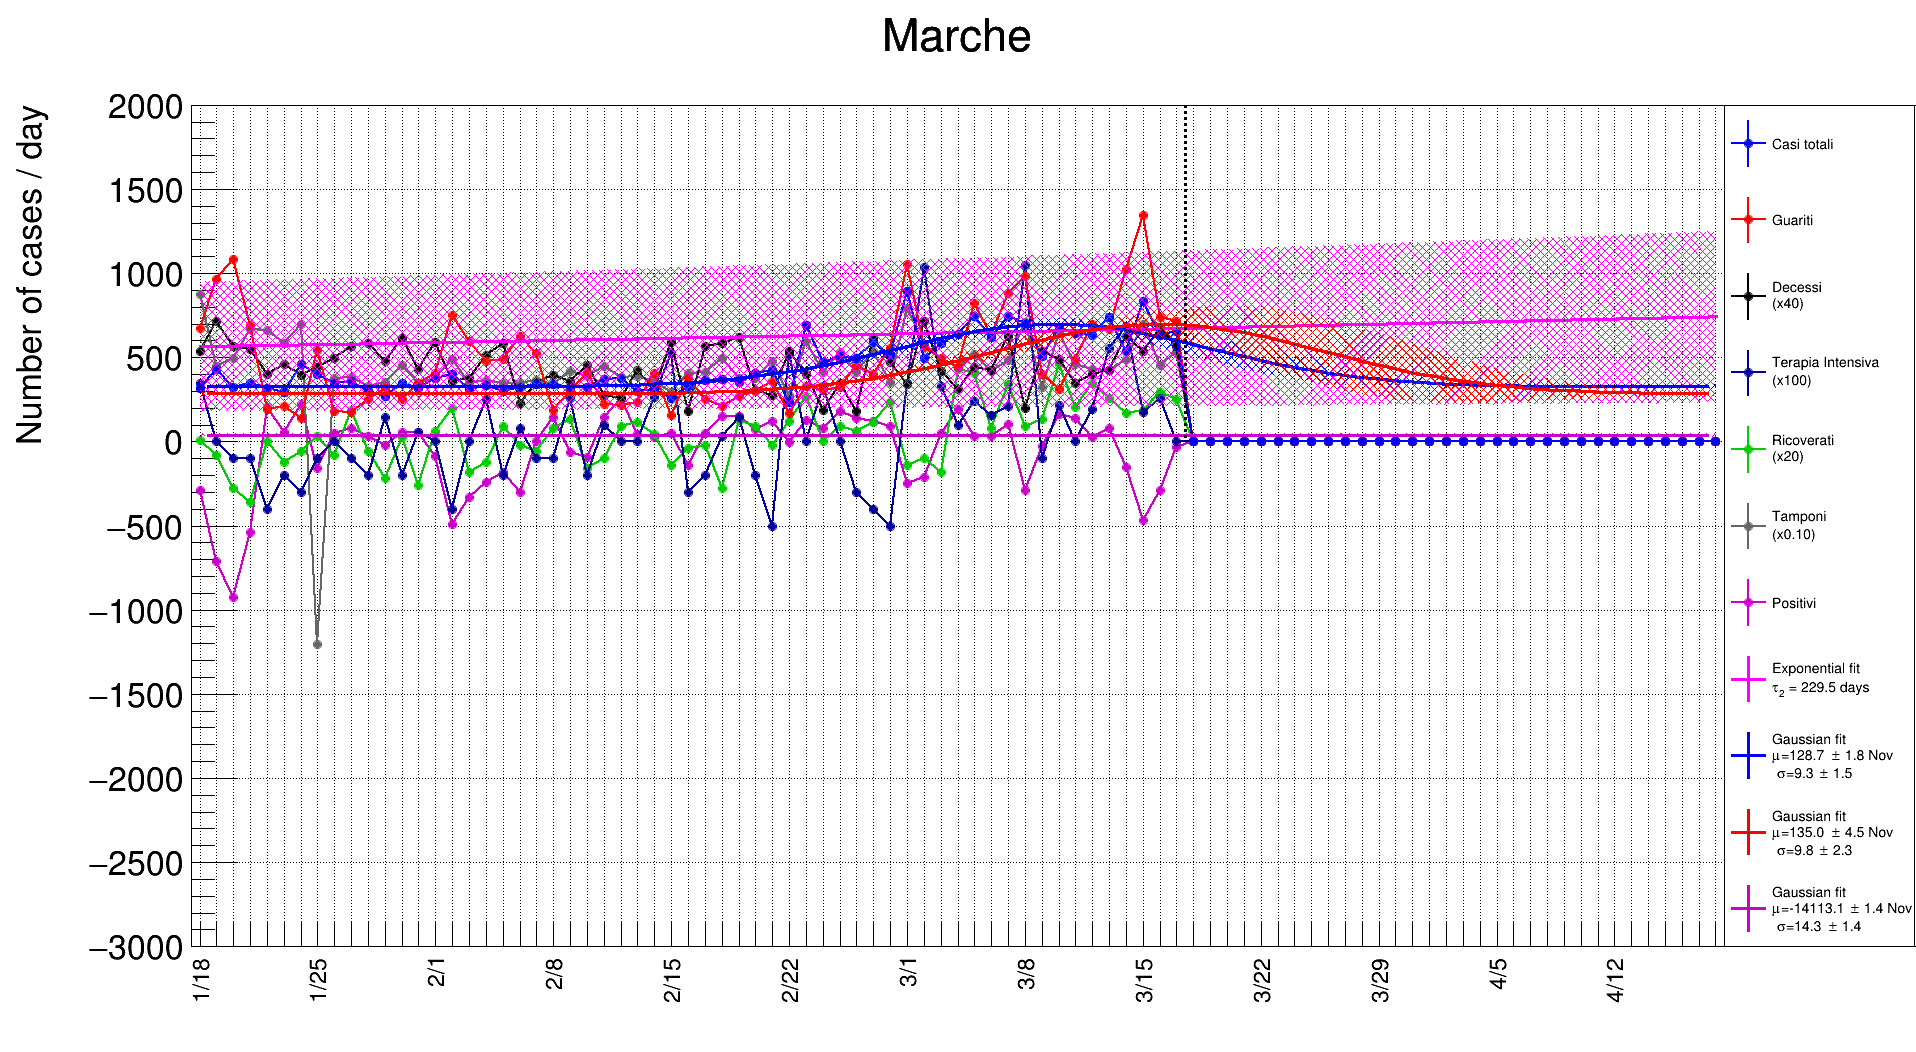 Marche
Number of cases / day
2000
1500
1000
500
0
−500
−1000
−1500
−2000
−2500
−3000
1/18
1/25
2/1
2/8
2/15
2/22
3/1
3/8
3/15
3/22
3/29
4/5
4/12
Casi totali
Guariti
Decessi
(x40)
Terapia Intensiva
(x100)
Ricoverati
(x20)
Tamponi
(x0.10)
Positivi
Exponential fit
τ2 = 229.5 days
Gaussian fit
μ=128.7 ± 1.8 Nov
σ=9.3 ± 1.5
Gaussian fit
μ=135.0 ± 4.5 Nov
σ=9.8 ± 2.3
Gaussian fit
μ=-14113.1 ± 1.4 Nov
σ=14.3 ± 1.4